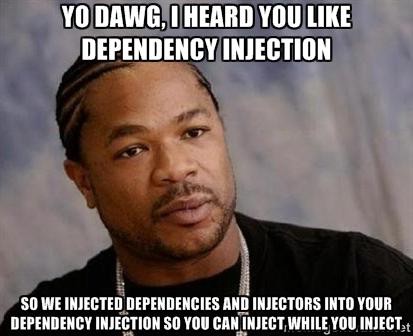 YO DAWG, I HEARD YOU LIKE
DEPENDENCY INJECTION
SO WE INJECTED DEPENDENCIES AND INJECTORS INTO YOUR
DEPENDENCY INJECTION SO YOU CAN INJECT WHILE YOU INJECT